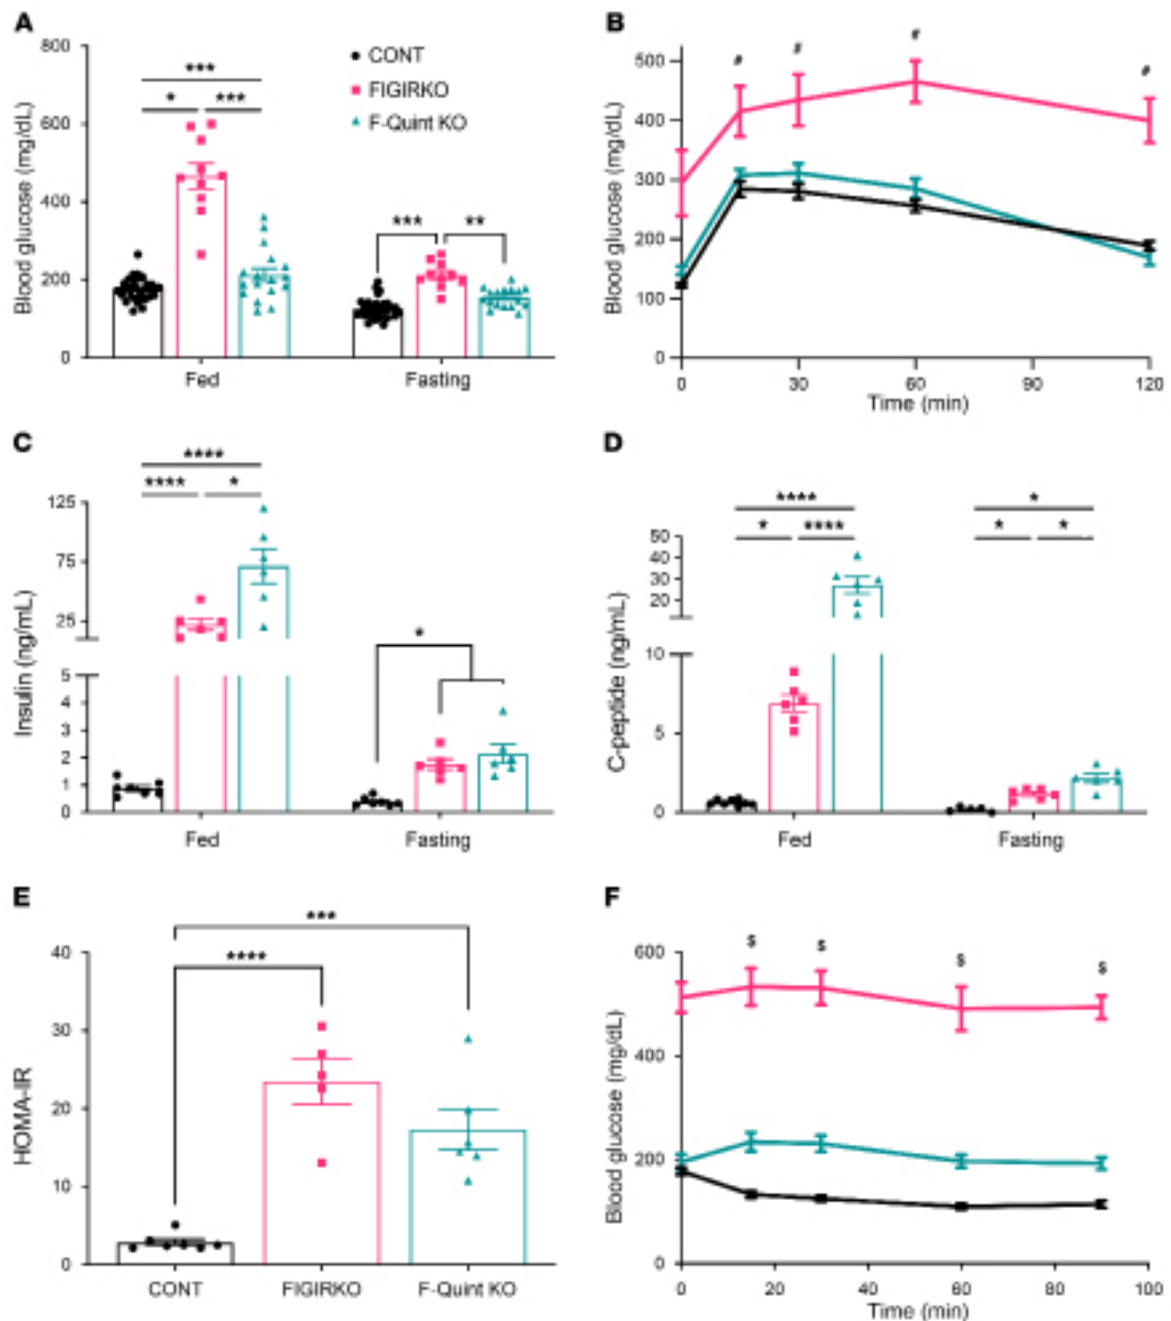 A
Blood glucose (mg/dL)
800
600
400
200
0
***
* ***
*** **
CONT
FIGIRKO
F-Quint KO
Fed Fasting
B
Blood glucose (mg/dL)
500
400
300
200
100
0
# # # #
0 30 60 90 120
Time (min)
C
Insulin (ng/mL)
125
75
25
5
4
3
2
1
0
****
**** *
*
Fed Fasting
D
C-peptide (ng/mL)
50
40
30
20
10
5
0
**** *
* **** * *
Fed Fasting
E
HOMA-IR
40
30
20
10
0
***
****
CONT FIGIRKO F-Quint KO
F
Blood glucose (mg/dL)
600
400
200
0
$ $ $ $
0 20 40 60 80 100
Time (min)